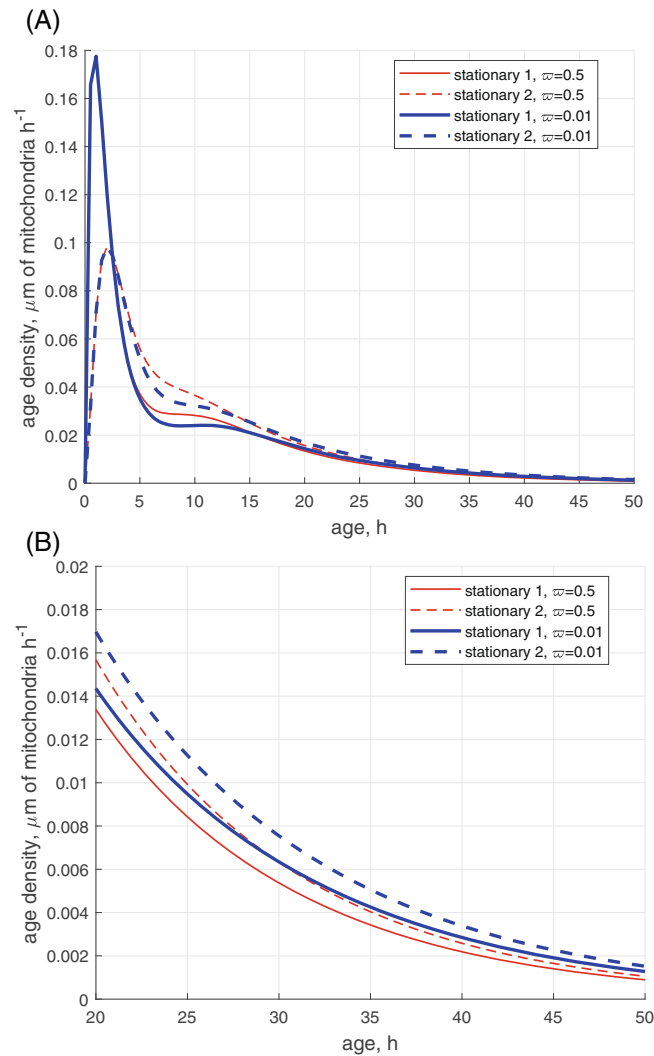 (A)
0.18
0.16
0.14
0.12
0.1
0.08
0.06
0.04
0.02
0
age density, μm of mitochondria h⁻¹
stationary 1, ϖ=0.5
stationary 2, ϖ=0.5
stationary 1, ϖ=0.01
stationary 2, ϖ=0.01
0 5 10 15 20 25 30 35 40 45 50
age, h
(B)
0.02
0.018
0.016
0.014
0.012
0.01
0.008
0.006
0.004
0.002
0
age density, μm of mitochondria h⁻¹
stationary 1, ϖ=0.5
stationary 2, ϖ=0.5
stationary 1, ϖ=0.01
stationary 2, ϖ=0.01
20 25 30 35 40 45 50
age, h